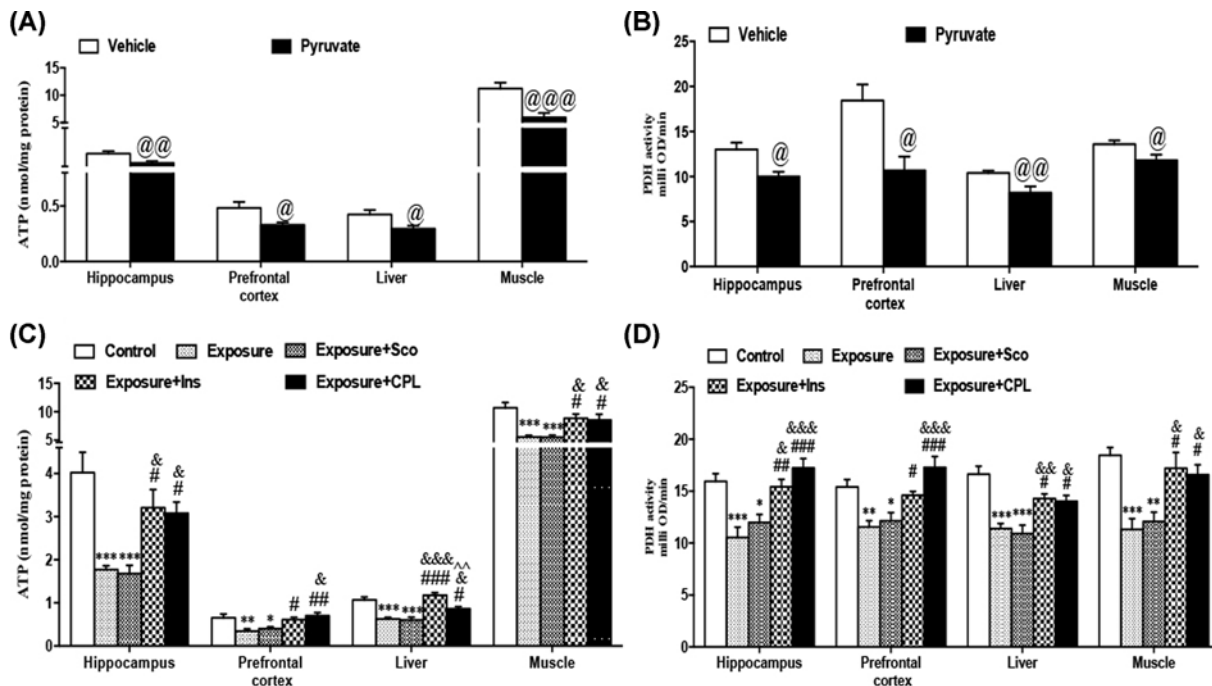 (A)
Vehicle Pyruvate
ATP (nmol/mg protein)
15
10
5
0.5
0.0
@@ @ @ @@@
Hippocampus Prefrontal cortex Liver Muscle
(B)
Vehicle Pyruvate
PDH activity
milli OD/min
25
20
15
10
5
0
@ @ @@ @
Hippocampus Prefrontal cortex Liver Muscle
(C)
Control Exposure Exposure+Sco
Exposure+Ins Exposure+CPL
ATP (nmol/mg protein)
15
10
5
4
3
2
1
0
*** *** & # & #
** * # & ##
*** *** &&& ### ^^ & #
*** *** & # & #
Hippocampus Prefrontal cortex Liver Muscle
(D)
Control Exposure Exposure+Sco
Exposure+Ins Exposure+CPL
PDH activity
milli OD/min
25
20
15
10
5
0
*** * & ## &&& ###
** * # &&& ###
*** *** && # & #
*** ** & # & #
Hippocampus Prefrontal cortex Liver Muscle